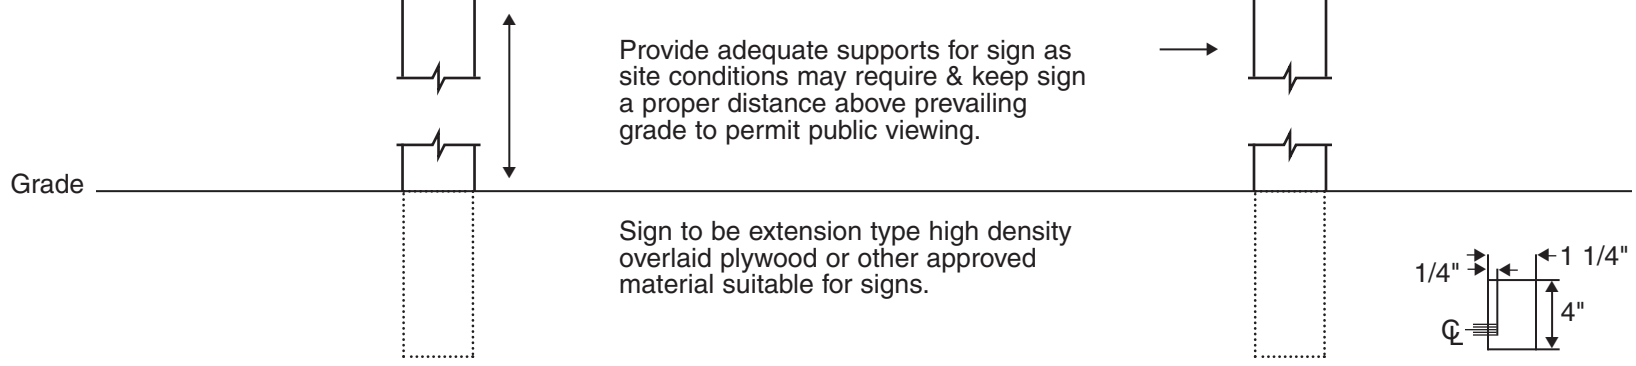 Provide adequate supports for sign as
site conditions may require & keep sign
a proper distance above prevailing
grade to permit public viewing.
Grade
Sign to be extension type high density
overlaid plywood or other approved
material suitable for signs.
1 1/4"
1/4"
4"
℄